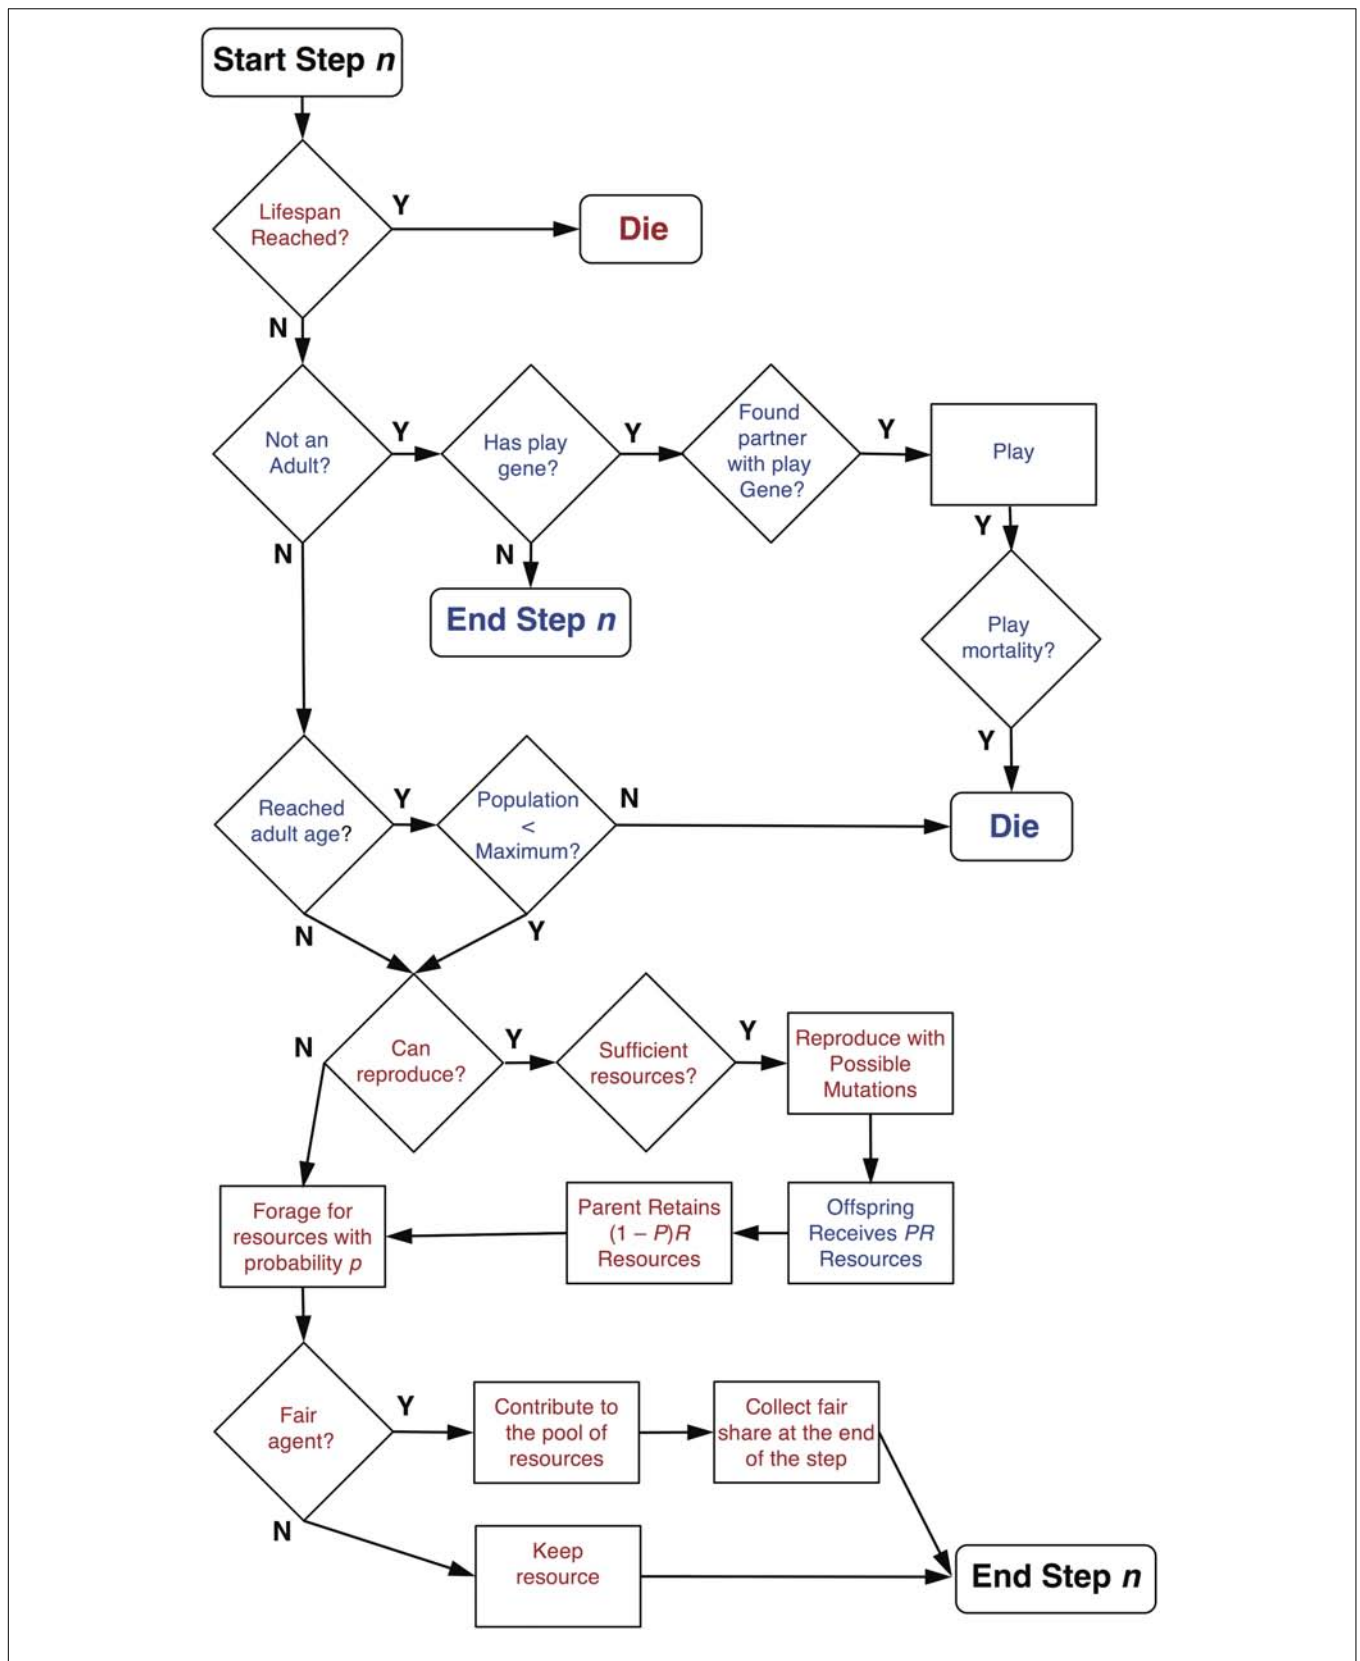 Start Step n
Lifespan
Reached?
Y
Die
N
Not an
Adult?
Y
Has play
gene?
Y
Found
partner
with play
Gene?
Y
Play
N
N
End Step n
Y
Play
mortality?
Y
Reached
adult age?
Y
Population
<
Maximum?
N
Die
N
Y
N
Can
reproduce?
Y
Sufficient
resources?
Y
Reproduce with
Possible
Mutations
Forage for
resources with
probability p
Parent Retains
(1 – P)R
Resources
Offspring
Receives PR
Resources
Fair
agent?
Y
Contribute to
the pool of
resources
Collect fair
share at the end
of the step
N
Keep
resource
End Step n